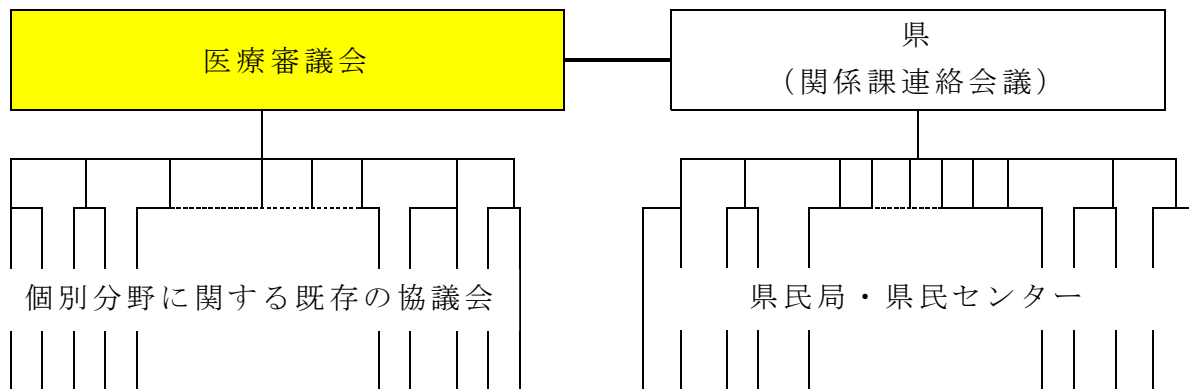 医療審議会
県
（関係課連絡会議）
個別分野に関する既存の協議会
県民局・県民センター